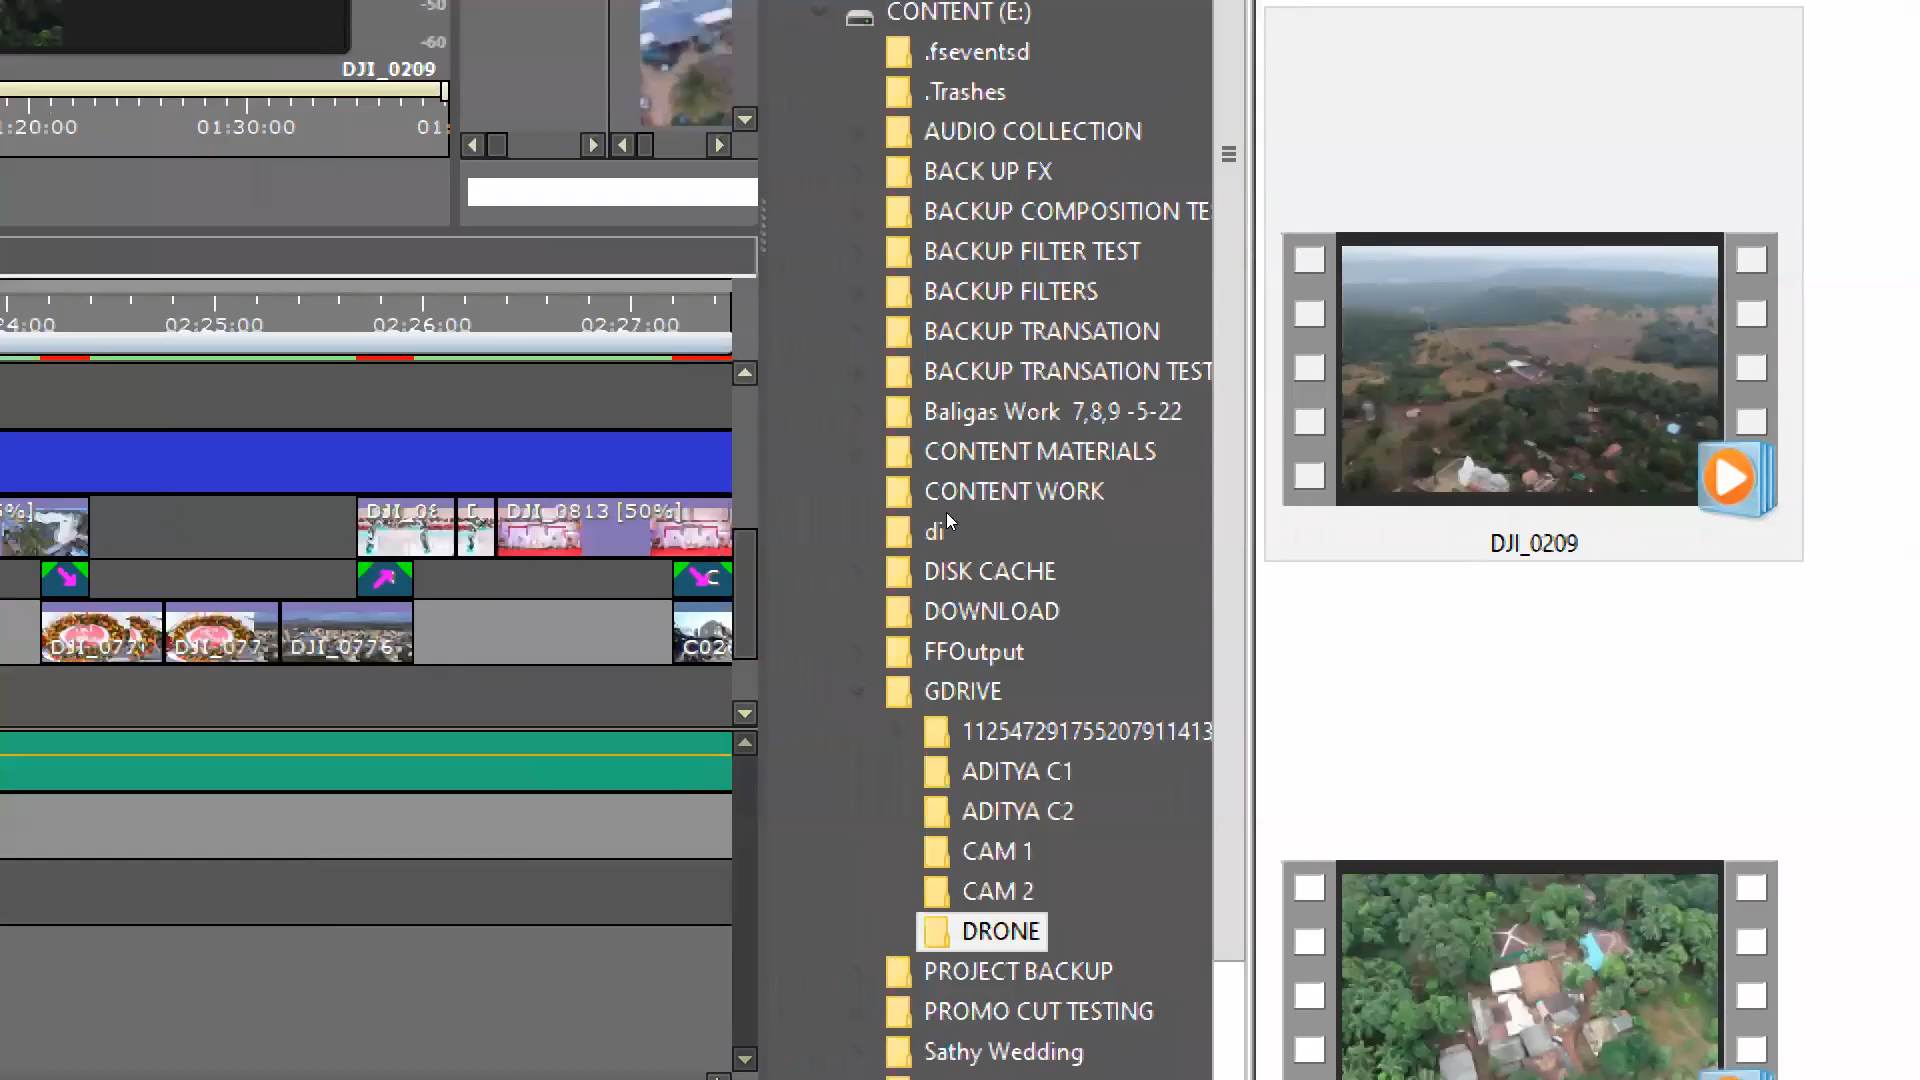 -50
-60
DJI_0209
:20:00
01:30:00
01:
4:00
02:25:00
02:26:00
02:27:00
%]
DJI_08
D
DJI_0813 [50%]
C
DJI_077
DJI_077
DJI_0776
C02
CONTENT (E:)
.fseventsd
.Trashes
AUDIO COLLECTION
BACK UP FX
BACKUP COMPOSITION TE
BACKUP FILTER TEST
BACKUP FILTERS
BACKUP TRANSATION
BACKUP TRANSATION TEST
Baligas Work 7,8,9 -5-22
CONTENT MATERIALS
CONTENT WORK
di
DISK CACHE
DOWNLOAD
FFOutput
GDRIVE
112547291755207911413
ADITYA C1
ADITYA C2
CAM 1
CAM 2
DRONE
PROJECT BACKUP
PROMO CUT TESTING
Sathy Wedding
DJI_0209